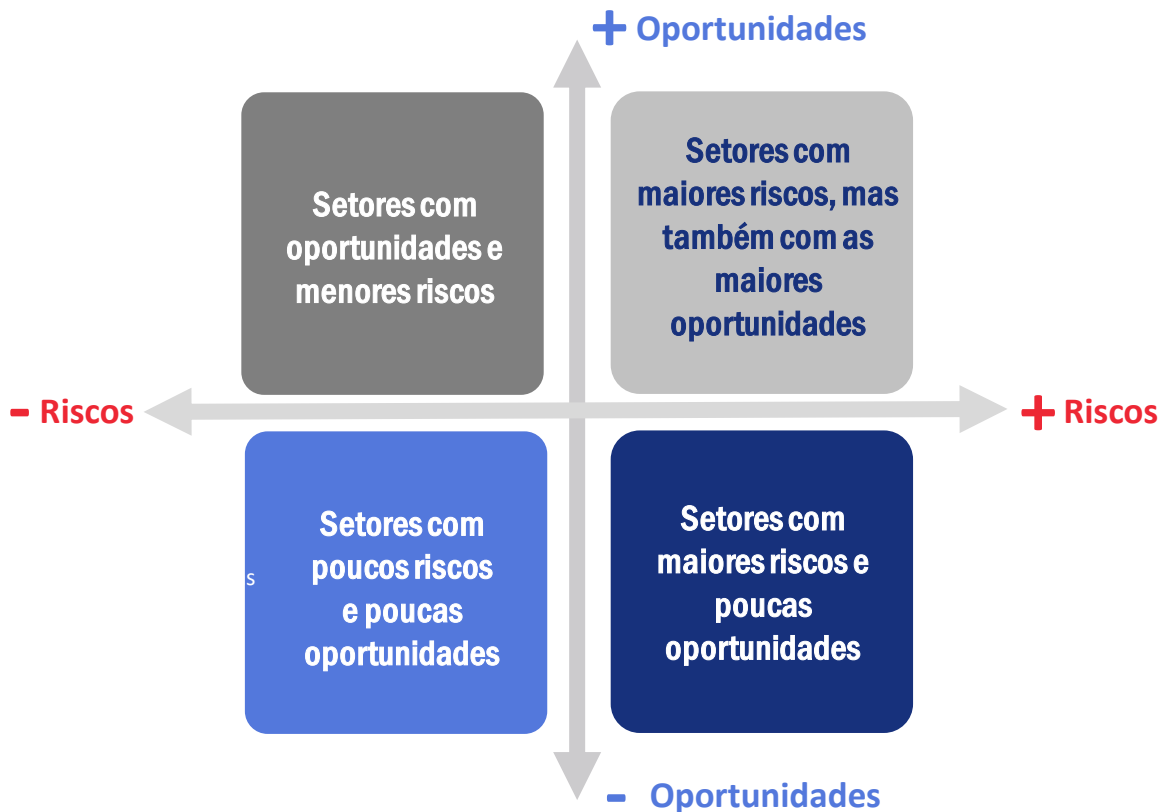 + Oportunidades
Setores com
oportunidades e
menores riscos
Setores com
maiores riscos, mas
também com as
maiores
oportunidades
- Riscos
+ Riscos
Setores com
poucos riscos
e poucas
oportunidades
s
Setores com
maiores riscos e
poucas
oportunidades
- Oportunidades